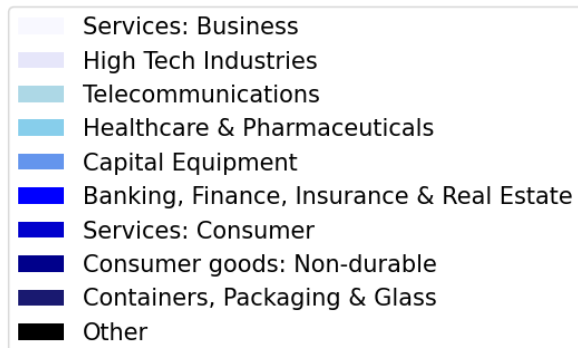 Services: Business
High Tech Industries
Telecommunications
Healthcare & Pharmaceuticals
Capital Equipment
Banking, Finance, Insurance & Real Estate
Services: Consumer
Consumer goods: Non-durable
Containers, Packaging & Glass
Other